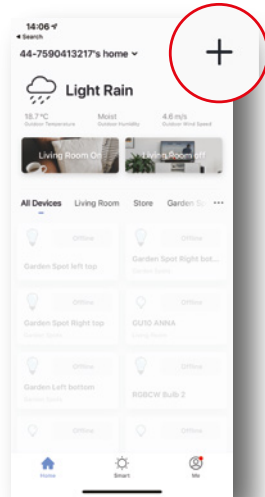 14:06
Search
44-7590413217's home
Light Rain
18.7 °C Moist 4.6 m/s
Outdoor Temperature Outdoor Humidity Outdoor Wind Speed
Living Room On Living Room off
All Devices Living Room Store Garden
Offline Offline
Garden Spot left top Garden Spot Right bot...
Offline Offline
Garden Spot Right top GU10 ANNA
Offline Offline
Garden Left bottom RGBCW Bulb 2
Offline Offline
Home Smart Me